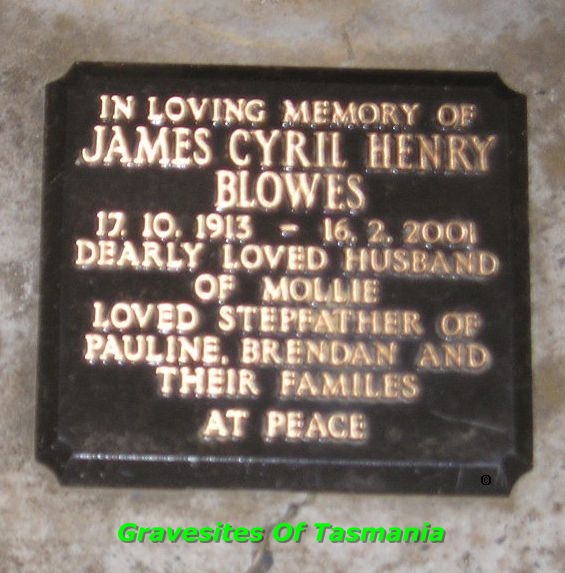 IN LOVING MEMORY OF
JAMES CYRIL HENRY
BLOWES
17. 10. 1913 - 16. 2. 2001
DEARLY LOVED HUSBAND
OF MOLLIE
LOVED STEPFATHER OF
PAULINE, BRENDAN AND
THEIR FAMILES
AT PEACE
©
Gravesites Of Tasmania